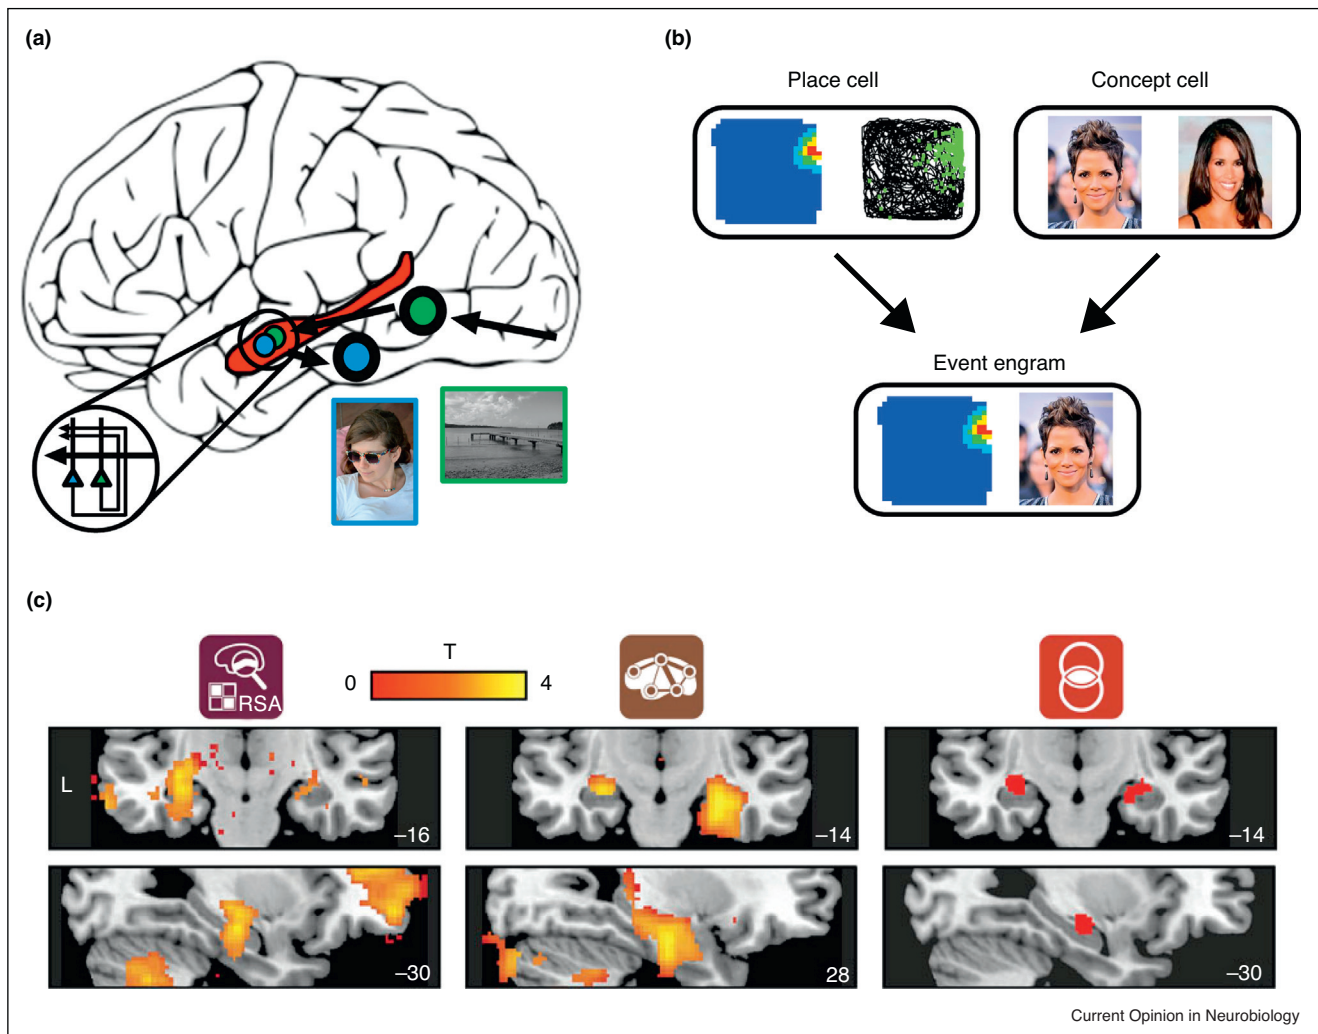 (a)
(b)
Place cell
Concept cell
Event engram
(c)
RSA
T
0
4
L
–16
–14
–14
–30
28
–30
Current Opinion in Neurobiology